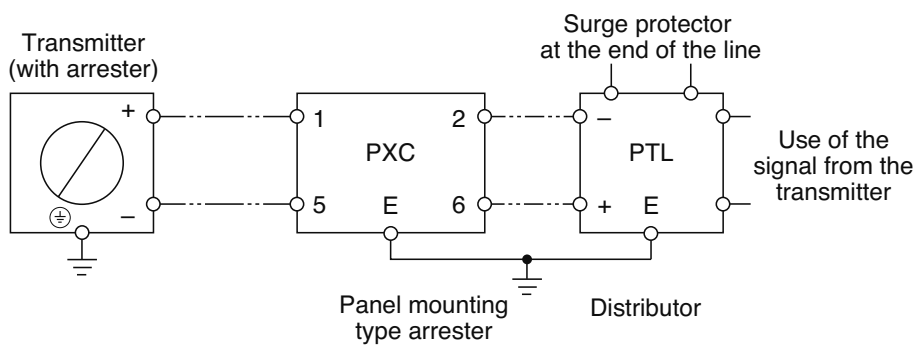 Surge protector
at the end of the line
Transmitter
(with arrester)
+
1
2
−
PXC
PTL
Use of the
signal from the
transmitter
−
5
E
6
+
E
Panel mounting
type arrester
Distributor